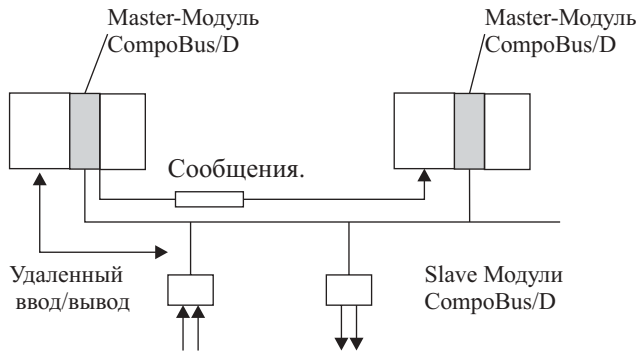 Master-Модуль
CompoBus/D
Master-Модуль
CompoBus/D
Сообщения.
Удаленный
ввод/вывод
Slave Модули
CompoBus/D